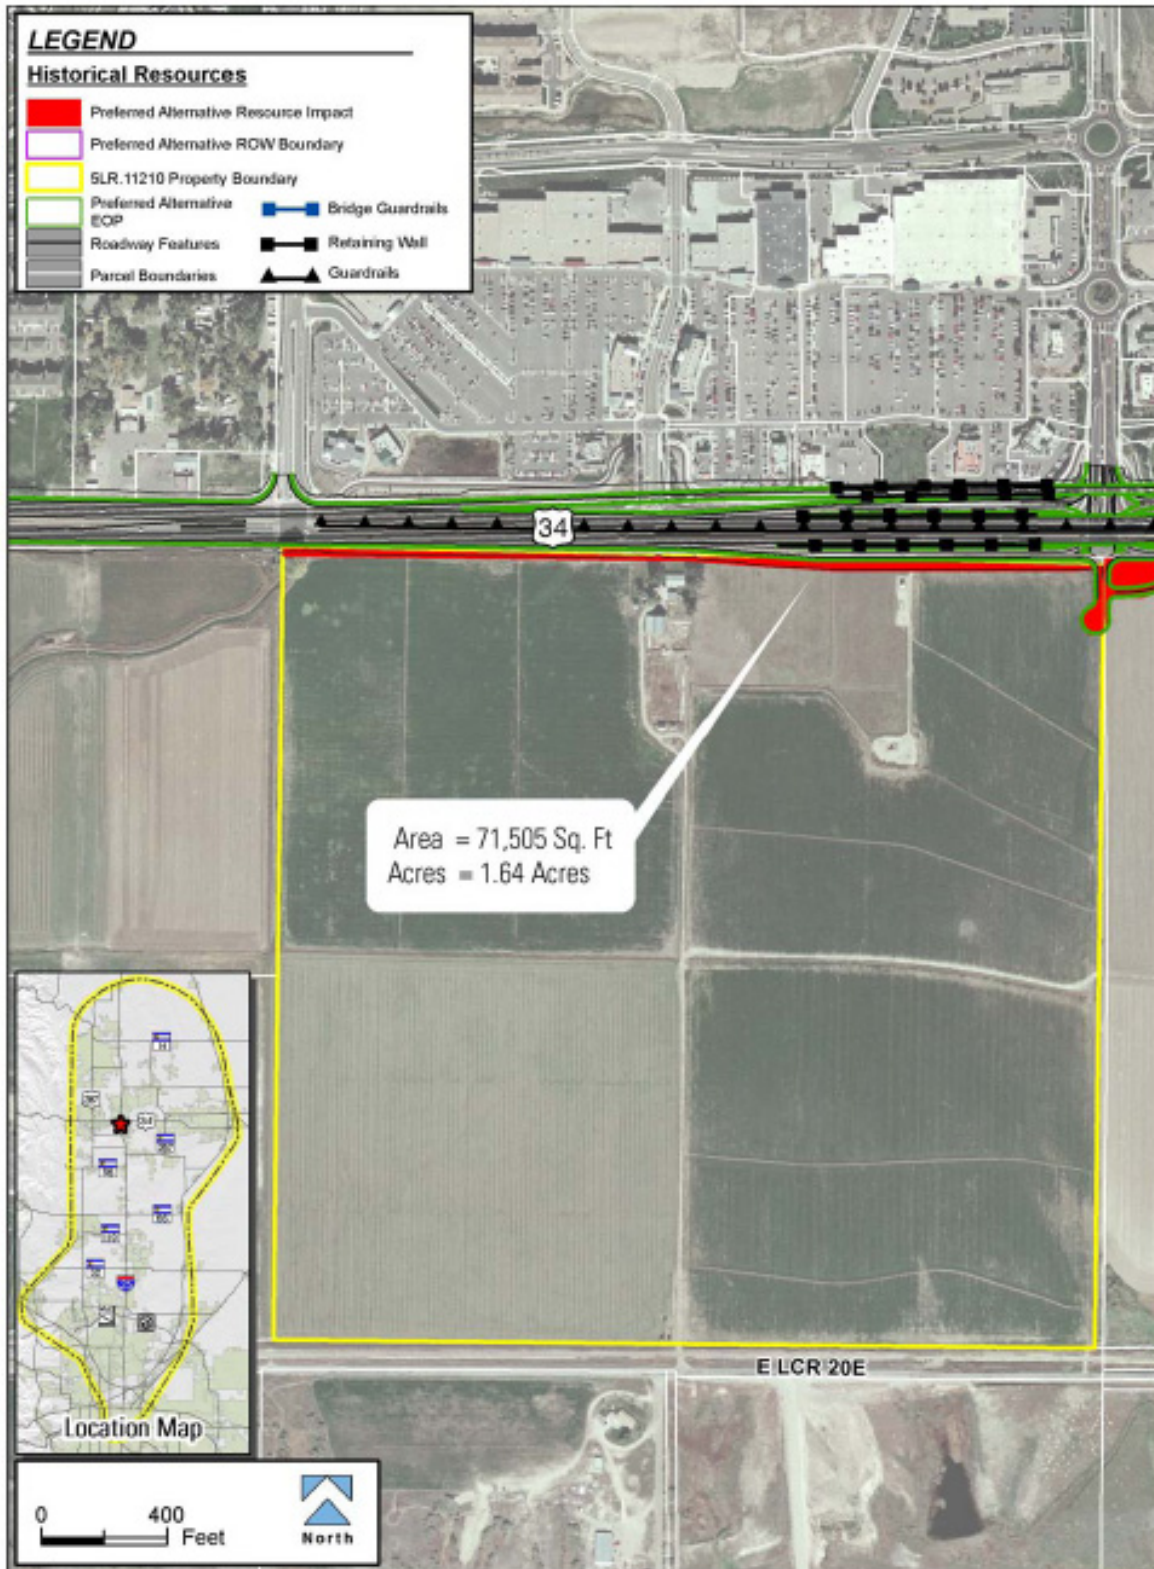 LEGEND
Historical Resources
Preferred Alternative Resource Impact
Preferred Alternative ROW Boundary
5LR.11210 Property Boundary
Preferred Alternative
EOP
Bridge Guardrails
Roadway Features
Retaining Wall
Parcel Boundaries
Guardrails
34
Area = 71,505 Sq. Ft
Acres = 1.64 Acres
34
E LCR 20E
Location Map
0 400
Feet
North